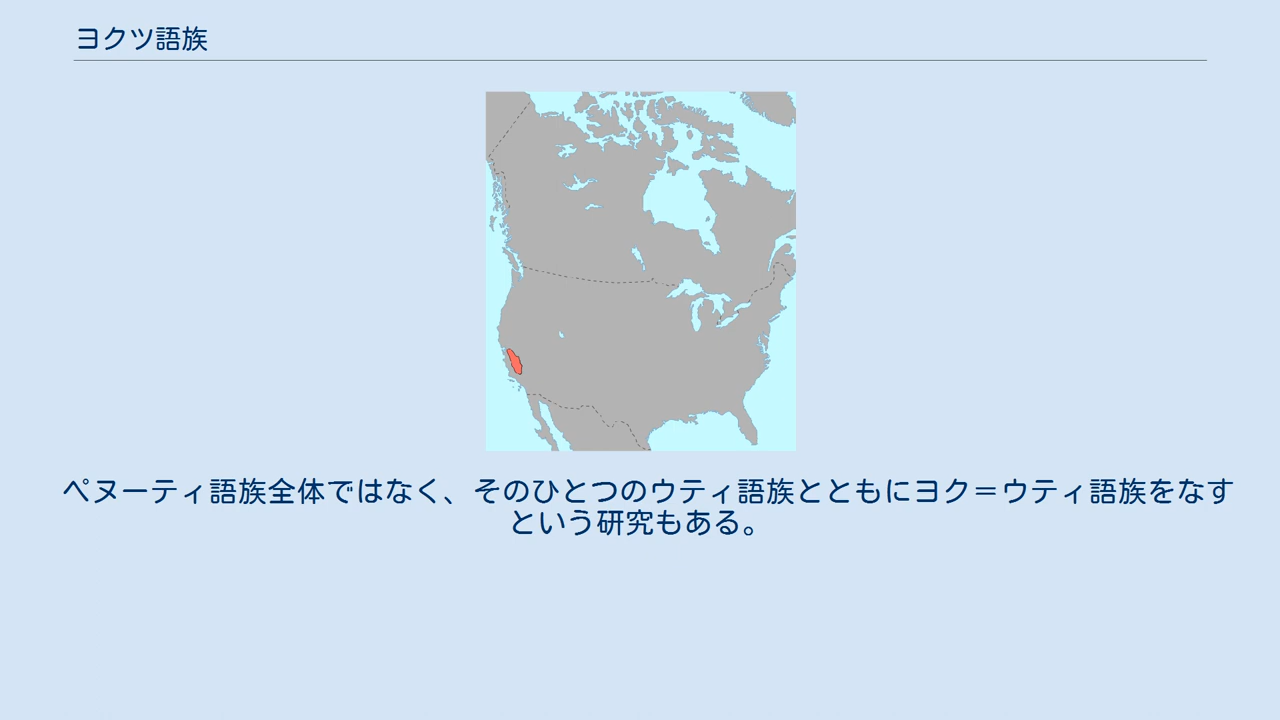 ヨクツ語族
ペヌーティ語族全体ではなく、そのひとつのウティ語族とともにヨク＝ウティ語族をなす
という研究もある。